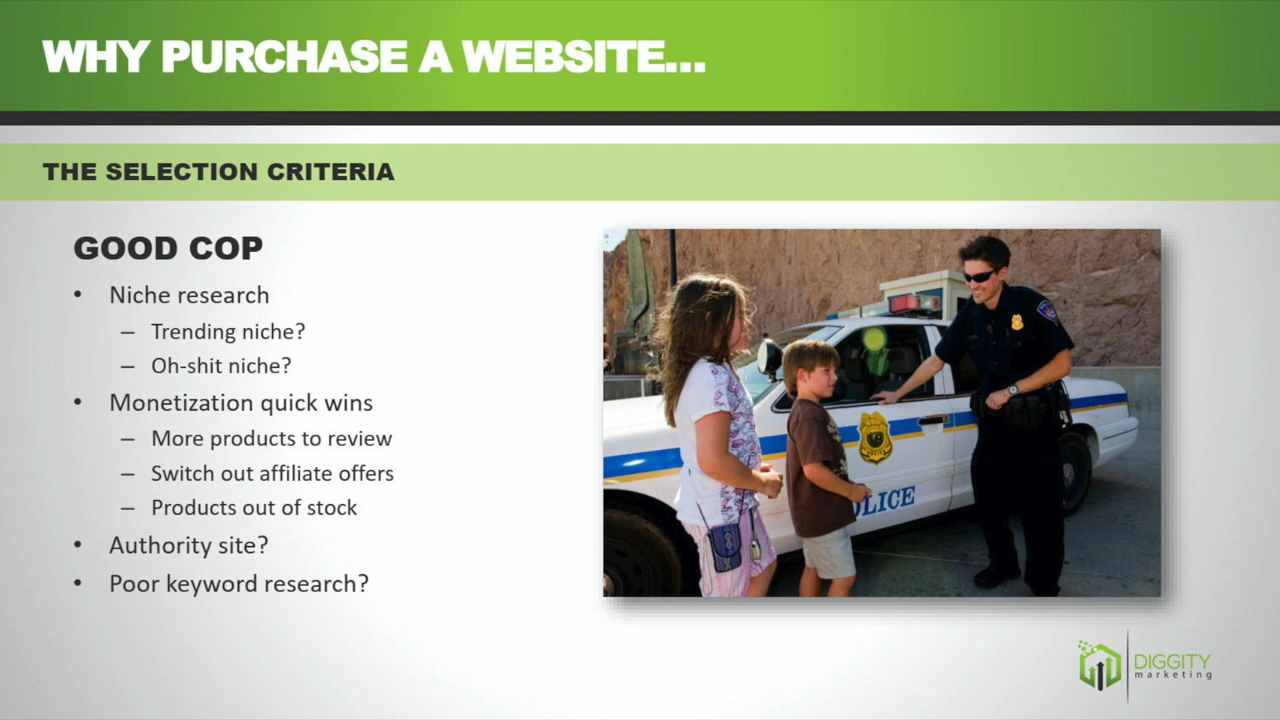 WHY PURCHASE A WEBSITE...
THE SELECTION CRITERIA
GOOD COP
• Niche research
– Trending niche?
– Oh-shit niche?
• Monetization quick wins
– More products to review
– Switch out affiliate offers
– Products out of stock
• Authority site?
• Poor keyword research?
POLICE
DIGGITY
marketing